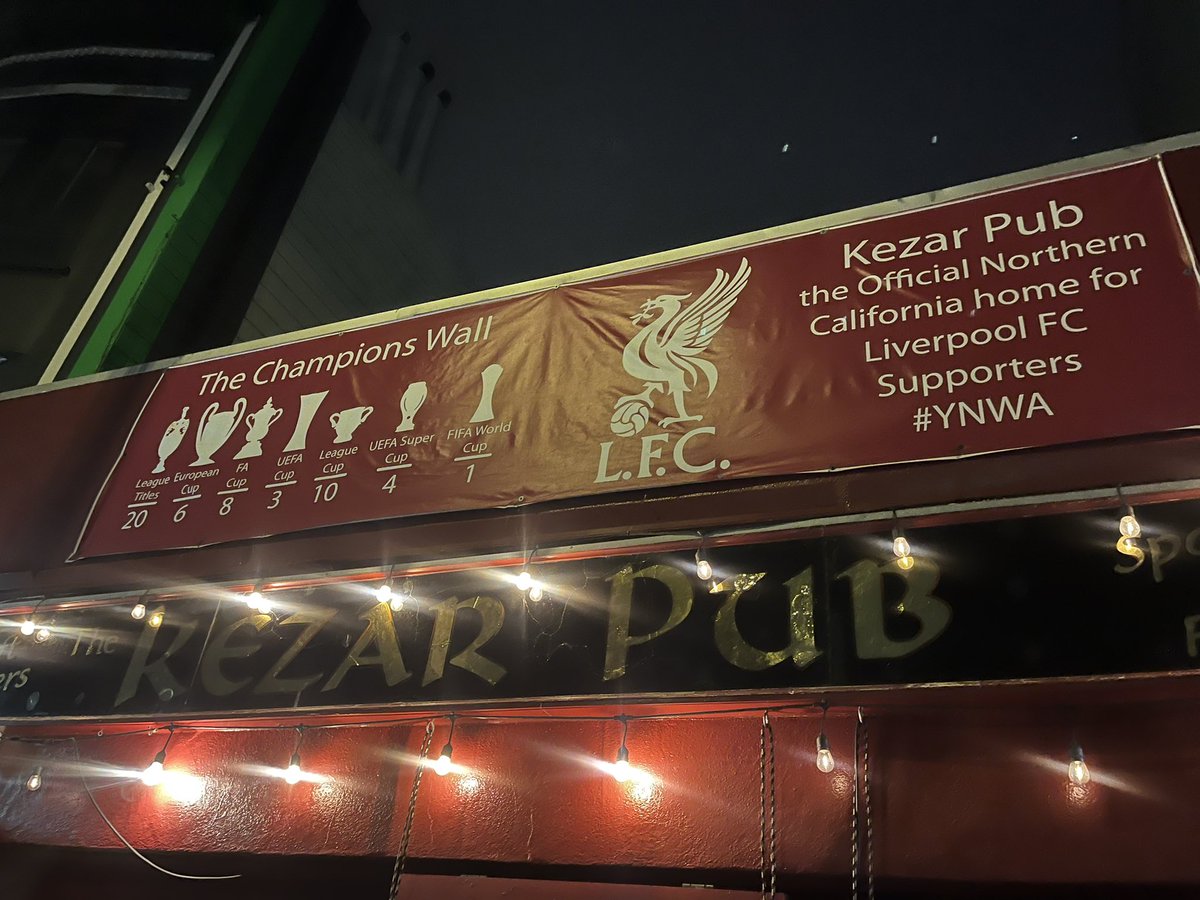 The Champions Wall
League Titles 20
European Cup 6
FA Cup 8
UEFA Cup 3
League Cup 10
UEFA Super Cup 4
FIFA World Cup 1
L.F.C.
Kezar Pub
the Official Northern
California home for
Liverpool FC
Supporters
#YNWA
The
KEZAR PUB